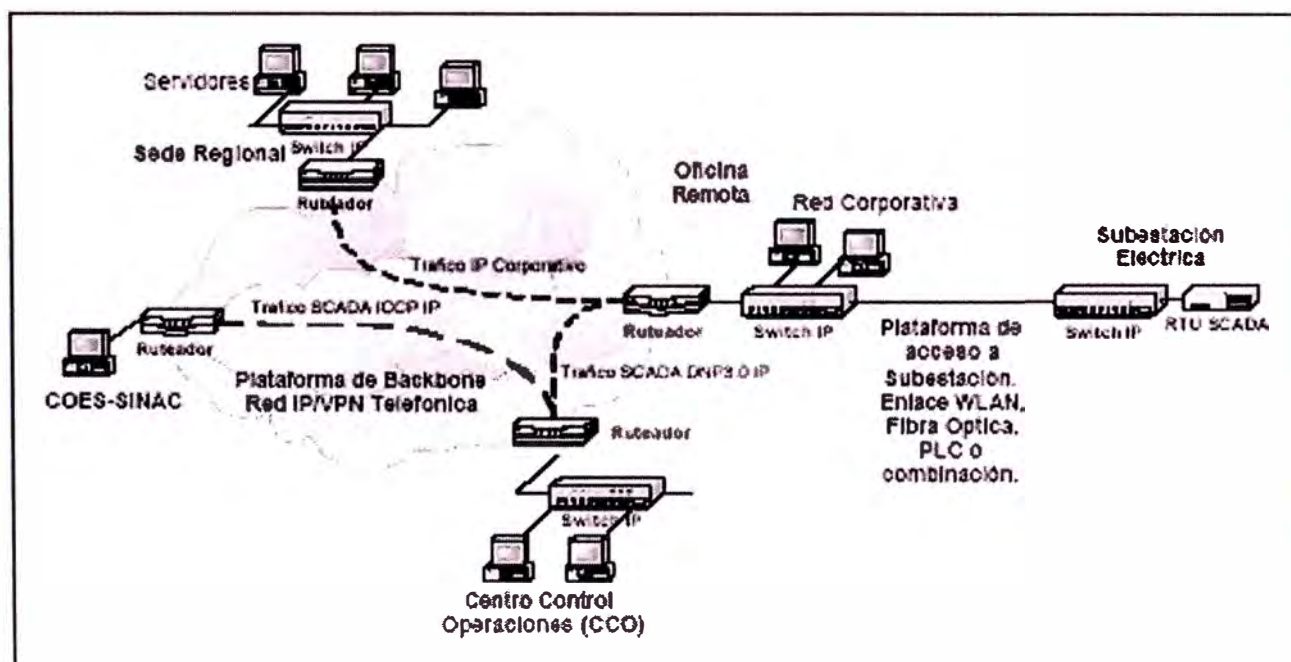 Servidores
Switch IP
Sede Regional
Ruteador
Oficina
Remota
Red Corporativa
Subestación
Electrica
Trafico IP Corporativo
Trafico SCADA ICCP IP
Ruteador
Ruteador
Switch IP
Switch IP
RTU SCADA
COES-SINAC
Plataforma de Backbone
Red IP/VPN Telefonica
Trafico SCADA DNP3.0 IP
Plataforma de
acceso a
Subestación.
Enlace WLAN,
Fibra Optica,
PLC o
combinación.
Ruteador
Switch IP
Centro Control
Operaciones (CCO)